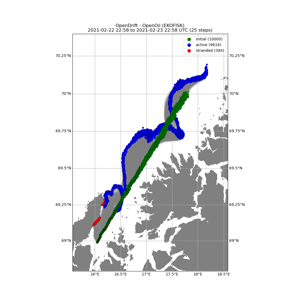 OpenDrift - OpenOil (EKOFISK)
2021-02-22 22:58 to 2021-02-23 22:58 UTC (25 steps)
initial (10000)
active (9616)
stranded (384)
70.25°N
70.25°N
70°N
70°N
69.75°N
69.75°N
69.5°N
69.5°N
69.25°N
69.25°N
69°N
69°N
16°E
16.5°E
17°E
17.5°E
18°E
18.5°E